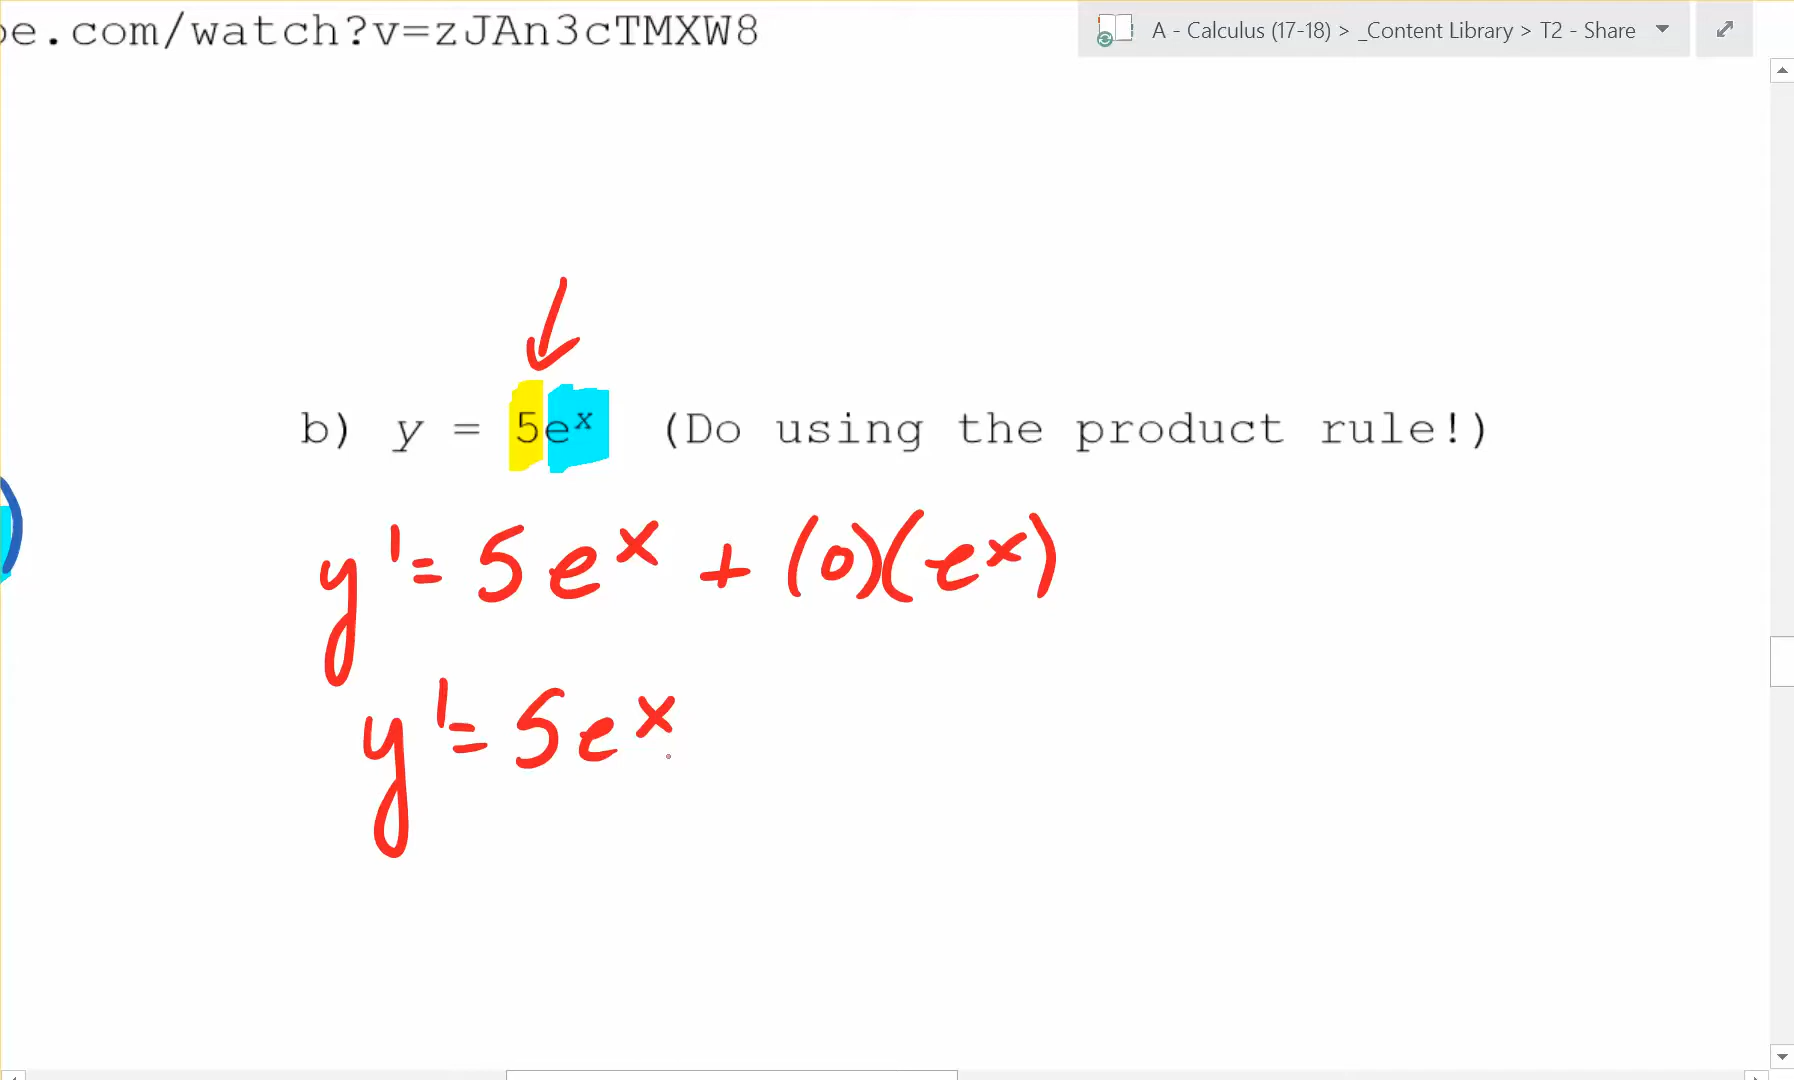 be.com/watch?v=zJAn3cTMXW8
A - Calculus (17-18) > _Content Library > T2 - Share
b) y = 5eˣ (Do using the product rule!)
y' = 5eˣ + (0)(eˣ)
y' = 5eˣ